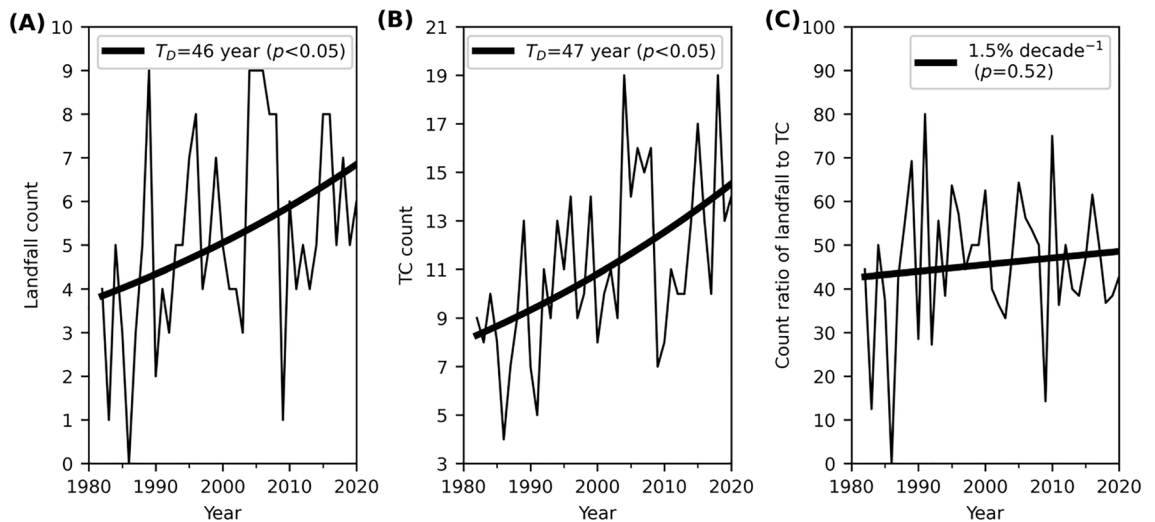 (A)
10
9
8
7
6
5
4
3
2
1
0
Landfall count
T_D=46 year (p<0.05)
1980 1990 2000 2010 2020
Year
(B)
21
19
17
15
13
11
9
7
5
3
TC count
T_D=47 year (p<0.05)
1980 1990 2000 2010 2020
Year
(C)
100
90
80
70
60
50
40
30
20
10
0
Count ratio of landfall to TC
1.5% decade⁻¹
(p=0.52)
1980 1990 2000 2010 2020
Year